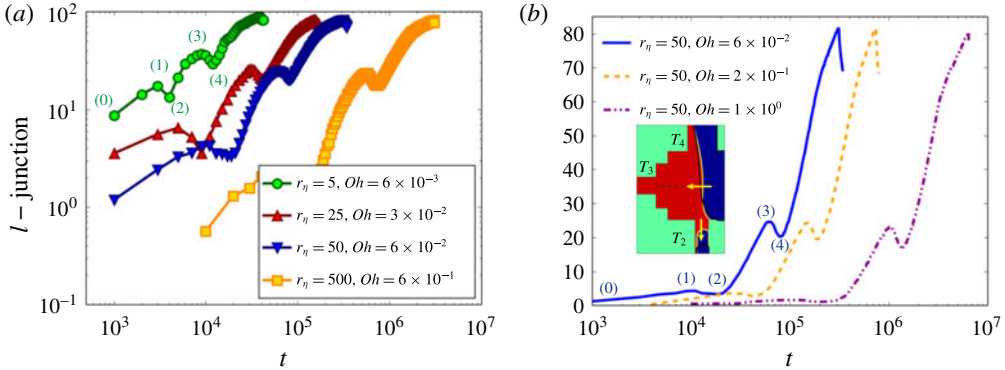 (a)
10²
10¹
10⁰
10⁻¹
l – junction
(0)
(1)
(2)
(3)
(4)
r_η = 5, Oh = 6 × 10⁻³
r_η = 25, Oh = 3 × 10⁻²
r_η = 50, Oh = 6 × 10⁻²
r_η = 500, Oh = 6 × 10⁻¹
10³ 10⁴ 10⁵ 10⁶ 10⁷
t
(b)
80
70
60
50
40
30
20
10
0
r_η = 50, Oh = 6 × 10⁻²
r_η = 50, Oh = 2 × 10⁻¹
r_η = 50, Oh = 1 × 10⁰
T₄
T₃
T₂
(0)
(1)
(2)
(3)
(4)
10³ 10⁴ 10⁵ 10⁶ 10⁷
t